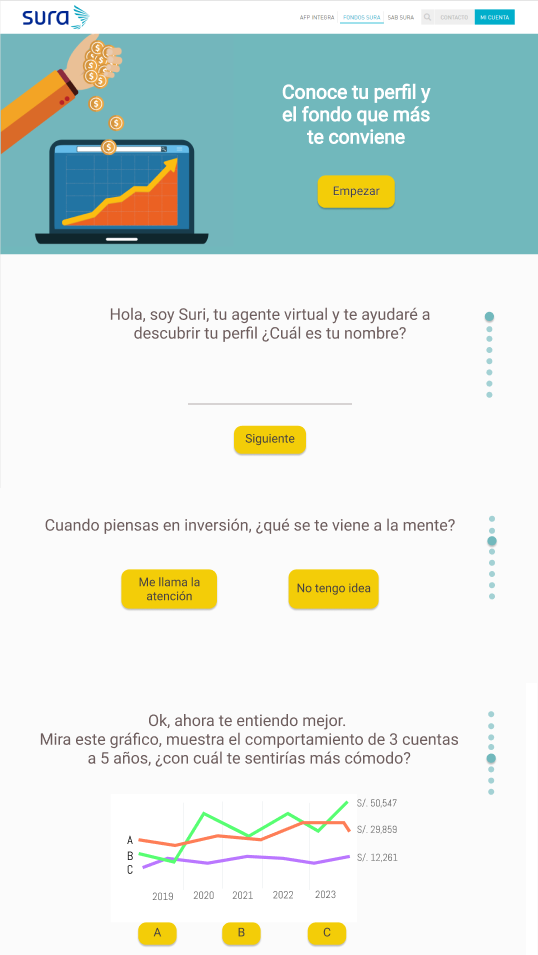 sura
AFP INTEGRA FONDOS SURA SAB SURA CONTACTO MI CUENTA
Conoce tu perfil y
el fondo que más
te conviene
Empezar
Hola, soy Suri, tu agente virtual y te ayudaré a
descubrir tu perfil ¿Cuál es tu nombre?
Siguiente
Cuando piensas en inversión, ¿qué se te viene a la mente?
Me llama la
atención
No tengo idea
Ok, ahora te entiendo mejor.
Mira este gráfico, muestra el comportamiento de 3 cuentas
a 5 años, ¿con cuál te sentirías más cómodo?
S/. 50,547
S/. 29,859
A
B
S/. 12,261
C
2019 2020 2021 2022 2023
A B C